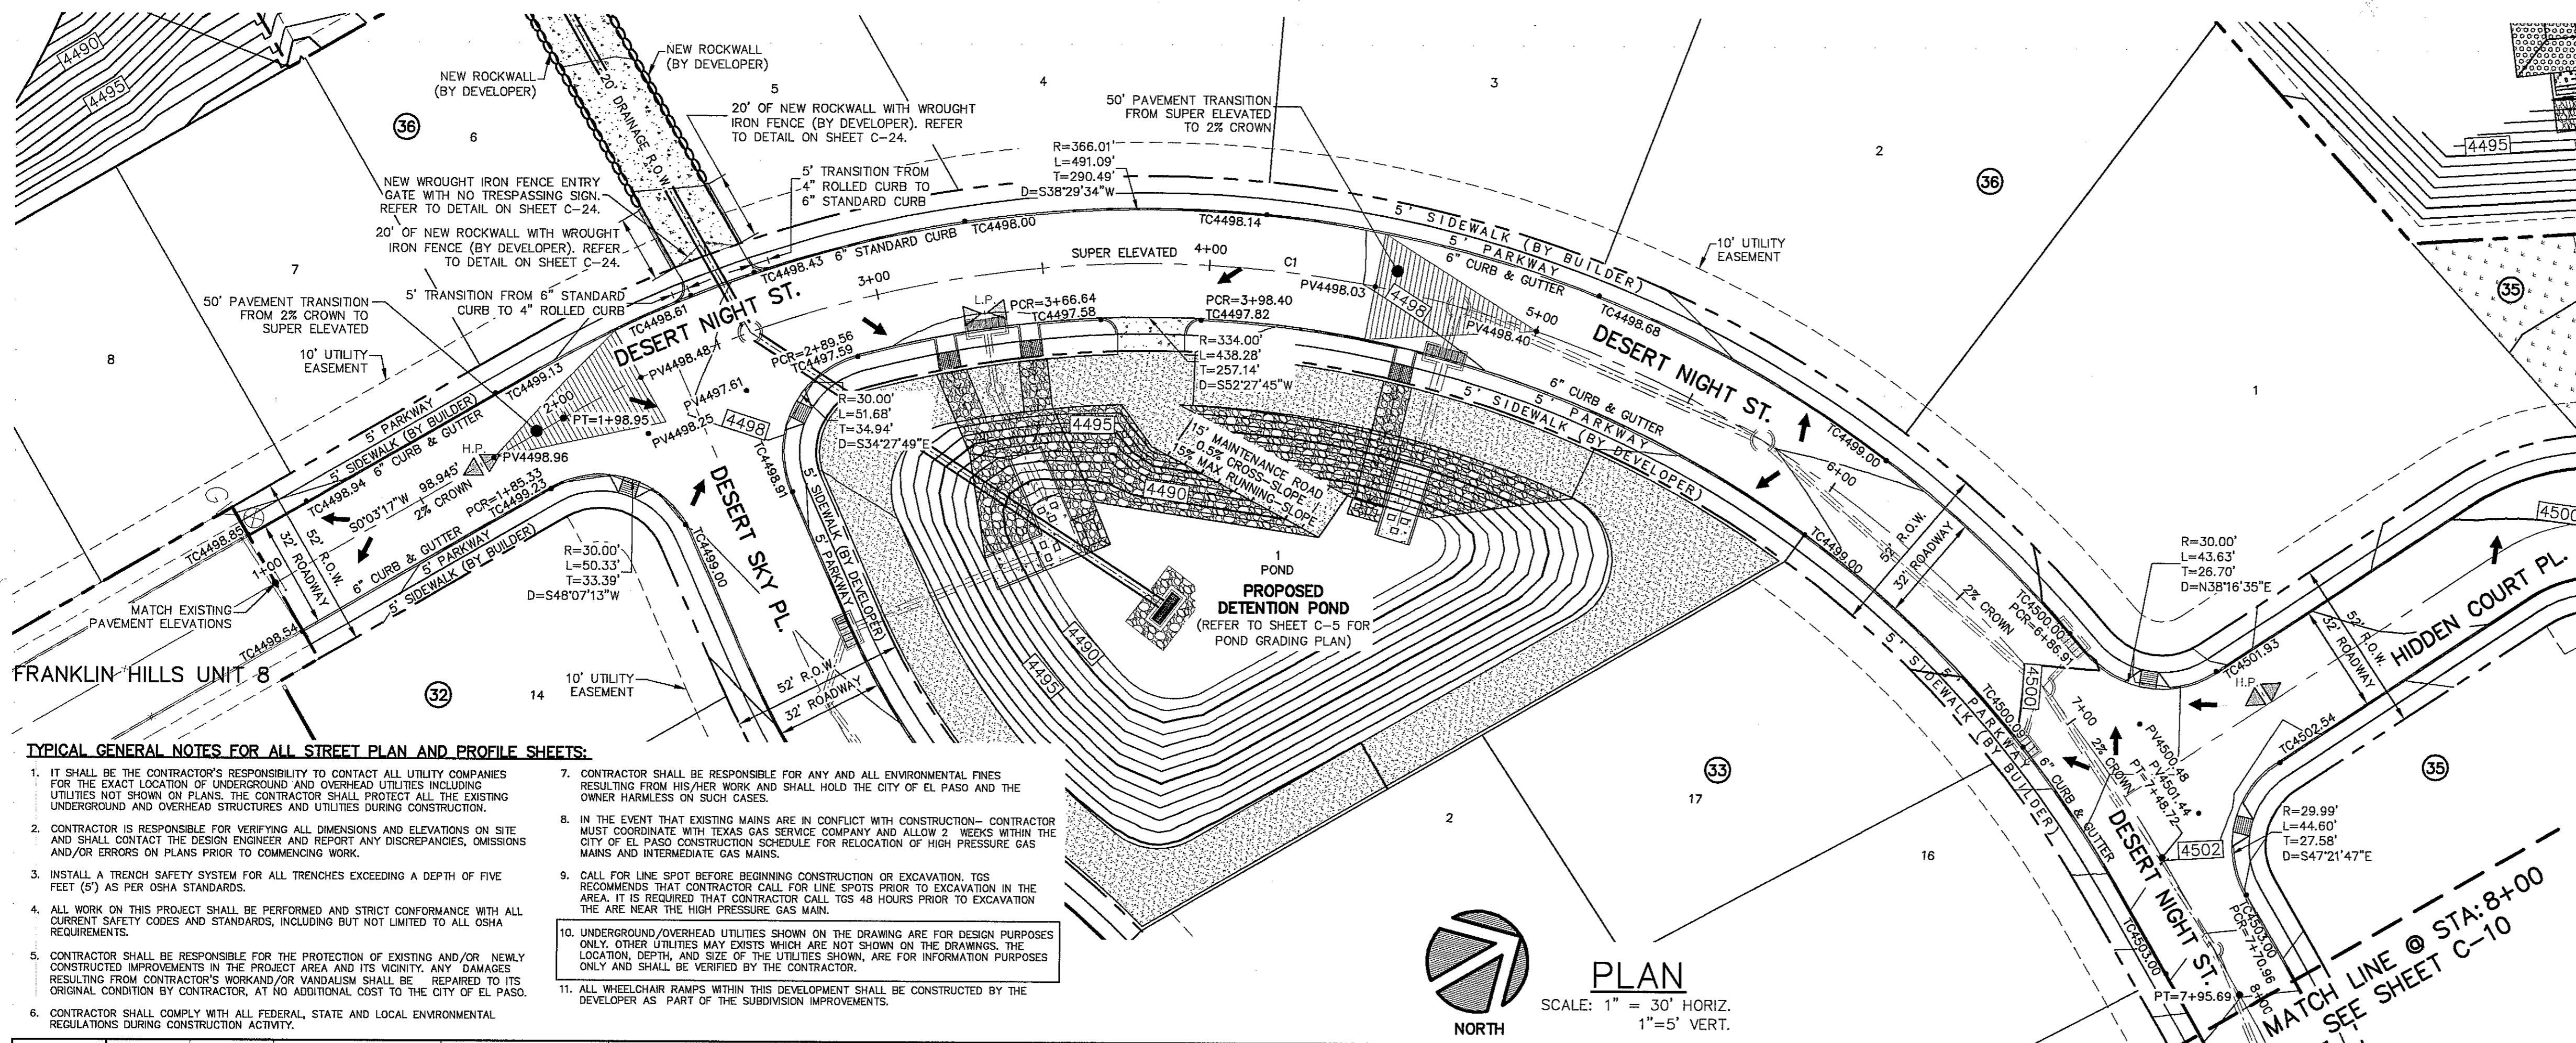 4490
4495
NEW ROCKWALL
(BY DEVELOPER)
NEW ROCKWALL
(BY DEVELOPER)
20' DRAINAGE R.O.W.
36
6
5
4
3
2
1
7
8
20' OF NEW ROCKWALL WITH WROUGHT
IRON FENCE (BY DEVELOPER). REFER
TO DETAIL ON SHEET C-24.
50' PAVEMENT TRANSITION
FROM SUPER ELEVATED
TO 2% CROWN
R=366.01'
L=491.09'
T=290.49'
D=S38°29'34"W
5' TRANSITION FROM
4" ROLLED CURB TO
6" STANDARD CURB
NEW WROUGHT IRON FENCE ENTRY
GATE WITH NO TRESPASSING SIGN.
REFER TO DETAIL ON SHEET C-24.
20' OF NEW ROCKWALL WITH WROUGHT
IRON FENCE (BY DEVELOPER). REFER
TO DETAIL ON SHEET C-24.
5' TRANSITION FROM 6" STANDARD
CURB TO 4" ROLLED CURB
50' PAVEMENT TRANSITION
FROM 2% CROWN TO
SUPER ELEVATED
10' UTILITY
EASEMENT
36
4495
35
10' UTILITY
EASEMENT
5' SIDEWALK (BY BUILDER)
5' PARKWAY
6" CURB & GUTTER
TC4498.68
TC4498.14
TC4498.00
6" STANDARD CURB
TC4498.43
TC4498.61
TC4499.13
SUPER ELEVATED
3+00
4+00
C1
PV4498.03
4498
PV4498.40
5+00
DESERT NIGHT ST.
DESERT NIGHT ST.
L.P.
PCR=3+66.64
TC4497.58
PCR=3+98.40
TC4497.82
R=334.00'
L=438.28'
T=257.14'
D=S52°27'45"W
PCR=2+89.56
TC4497.59
PV4498.48
PV4497.61
PV4498.25
4498
R=30.00'
L=51.68'
T=34.94'
D=S34°27'49"E
2+00
PT=1+98.95
H.P.
PV4498.96
5' PARKWAY
5' SIDEWALK (BY BUILDER)
6" CURB & GUTTER
TC4498.94
S0°03'17"W 98.945'
2% CROWN
PCR=1+85.33
TC4499.23
6" CURB & GUTTER
5' PARKWAY
5' SIDEWALK (BY BUILDER)
TC4498.85
52' R.O.W.
32' ROADWAY
1+00
MATCH EXISTING
PAVEMENT ELEVATIONS
TC4498.54
FRANKLIN HILLS UNIT 8
32
14
R=30.00'
L=50.33'
T=33.39'
D=S48°07'13"W
TC4499.00
DESERT SKY PL.
TC4498.91
5' SIDEWALK (BY DEVELOPER)
5' PARKWAY
10' UTILITY
EASEMENT
52' R.O.W.
32' ROADWAY
4495
4490
15' MAINTENANCE ROAD
0.5% CROSS-SLOPE
15% MAX RUNNING-SLOPE
1
POND
PROPOSED
DETENTION POND
(REFER TO SHEET C-5 FOR
POND GRADING PLAN)
4490
4495
6" CURB & GUTTER
5' PARKWAY
5' SIDEWALK (BY DEVELOPER)
TC4499.00
6+00
TC4499.00
52' R.O.W.
32' ROADWAY
2% CROWN
TC4500.00
PCR=6+86.91
R=30.00'
L=43.63'
T=26.70'
D=N38°16'35"E
4500
52' R.O.W.
32' ROADWAY
HIDDEN COURT PL.
TC4501.93
H.P.
4500
TC4500.09
5' PARKWAY
5' SIDEWALK (BY BUILDER)
6" CURB & GUTTER
7+00
2% CROWN
PV4500.48
PV4501.44
PT=7+48.72
TC4502.54
4502
35
R=29.99'
L=44.60'
T=27.58'
D=S47°21'47"E
DESERT NIGHT ST.
TC4503.00
TC4503.00
PCR=7+70.96
PT=7+95.69
8+00
MATCH LINE @ STA:8+00
SEE SHEET C-10
33
17
2
16
TYPICAL GENERAL NOTES FOR ALL STREET PLAN AND PROFILE SHEETS:
1. IT SHALL BE THE CONTRACTOR'S RESPONSIBILITY TO CONTACT ALL UTILITY COMPANIES
FOR THE EXACT LOCATION OF UNDERGROUND AND OVERHEAD UTILITIES INCLUDING
UTILITIES NOT SHOWN ON PLANS. THE CONTRACTOR SHALL PROTECT ALL THE EXISTING
UNDERGROUND AND OVERHEAD STRUCTURES AND UTILITIES DURING CONSTRUCTION.
2. CONTRACTOR IS RESPONSIBLE FOR VERIFYING ALL DIMENSIONS AND ELEVATIONS ON SITE
AND SHALL CONTACT THE DESIGN ENGINEER AND REPORT ANY DISCREPANCIES, OMISSIONS
AND/OR ERRORS ON PLANS PRIOR TO COMMENCING WORK.
3. INSTALL A TRENCH SAFETY SYSTEM FOR ALL TRENCHES EXCEEDING A DEPTH OF FIVE
FEET (5') AS PER OSHA STANDARDS.
4. ALL WORK ON THIS PROJECT SHALL BE PERFORMED AND STRICT CONFORMANCE WITH ALL
CURRENT SAFETY CODES AND STANDARDS, INCLUDING BUT NOT LIMITED TO ALL OSHA
REQUIREMENTS.
5. CONTRACTOR SHALL BE RESPONSIBLE FOR THE PROTECTION OF EXISTING AND/OR NEWLY
CONSTRUCTED IMPROVEMENTS IN THE PROJECT AREA AND ITS VICINITY. ANY DAMAGES
RESULTING FROM CONTRACTOR'S WORKAND/OR VANDALISM SHALL BE REPAIRED TO ITS
ORIGINAL CONDITION BY CONTRACTOR, AT NO ADDITIONAL COST TO THE CITY OF EL PASO.
6. CONTRACTOR SHALL COMPLY WITH ALL FEDERAL, STATE AND LOCAL ENVIRONMENTAL
REGULATIONS DURING CONSTRUCTION ACTIVITY.
7. CONTRACTOR SHALL BE RESPONSIBLE FOR ANY AND ALL ENVIRONMENTAL FINES
RESULTING FROM HIS/HER WORK AND SHALL HOLD THE CITY OF EL PASO AND THE
OWNER HARMLESS ON SUCH CASES.
8. IN THE EVENT THAT EXISTING MAINS ARE IN CONFLICT WITH CONSTRUCTION- CONTRACTOR
MUST COORDINATE WITH TEXAS GAS SERVICE COMPANY AND ALLOW 2 WEEKS WITHIN THE
CITY OF EL PASO CONSTRUCTION SCHEDULE FOR RELOCATION OF HIGH PRESSURE GAS
MAINS AND INTERMEDIATE GAS MAINS.
9. CALL FOR LINE SPOT BEFORE BEGINNING CONSTRUCTION OR EXCAVATION. TGS
RECOMMENDS THAT CONTRACTOR CALL FOR LINE SPOTS PRIOR TO EXCAVATION IN THE
AREA. IT IS REQUIRED THAT CONTRACTOR CALL TGS 48 HOURS PRIOR TO EXCAVATION
THE ARE NEAR THE HIGH PRESSURE GAS MAIN.
10. UNDERGROUND/OVERHEAD UTILITIES SHOWN ON THE DRAWING ARE FOR DESIGN PURPOSES
ONLY. OTHER UTILITIES MAY EXISTS WHICH ARE NOT SHOWN ON THE DRAWINGS. THE
LOCATION, DEPTH, AND SIZE OF THE UTILITIES SHOWN, ARE FOR INFORMATION PURPOSES
ONLY AND SHALL BE VERIFIED BY THE CONTRACTOR.
11. ALL WHEELCHAIR RAMPS WITHIN THIS DEVELOPMENT SHALL BE CONSTRUCTED BY THE
DEVELOPER AS PART OF THE SUBDIVISION IMPROVEMENTS.
NORTH
PLAN
SCALE: 1" = 30' HORIZ.
1"=5' VERT.